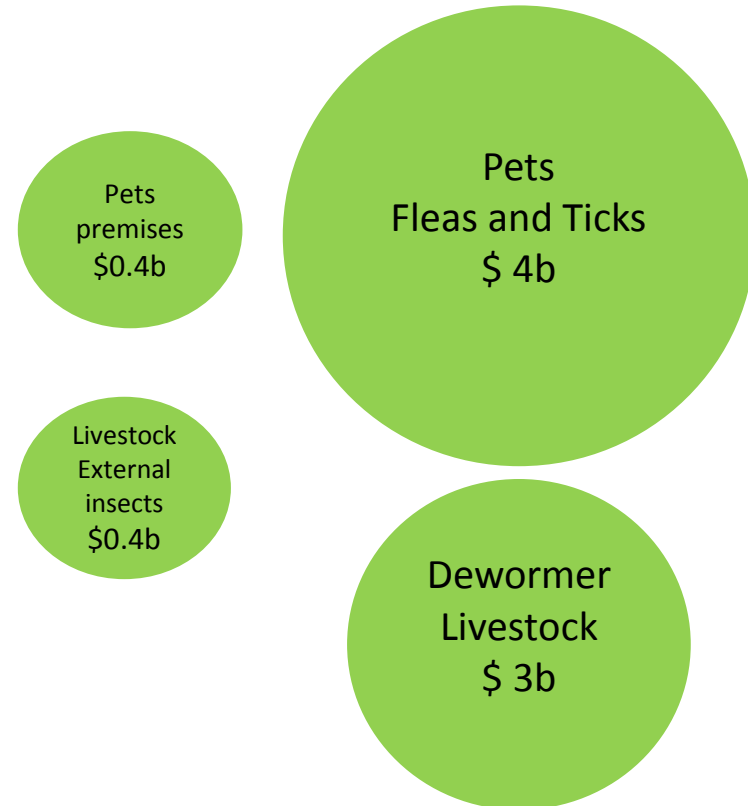 Pets
premises
$0.4b
Pets
Fleas and Ticks
$ 4b
Livestock
External
insects
$0.4b
Dewormer
Livestock
$ 3b